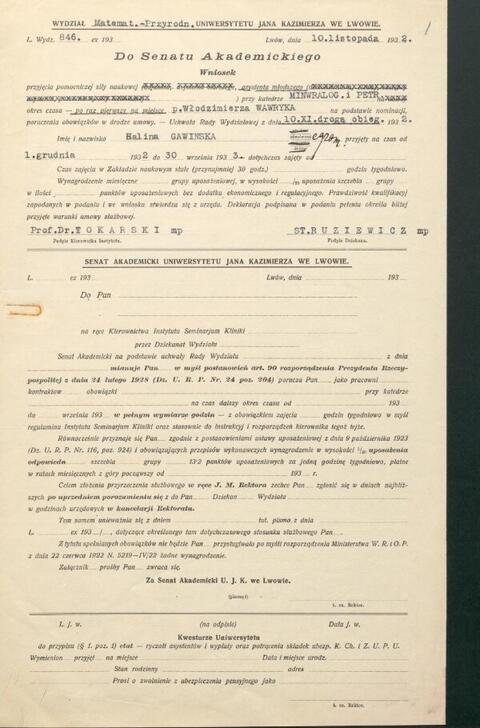 1
WYDZIAŁ Matemat.-Przyrodn. UNIWERSYTETU JANA KAZIMIERZA WE LWOWIE.
L. Wydz. 846. ex 193 Lwów, dnia 10.listopada 1932.
Do Senatu Akademickiego
Wniosek
przyjęcia pomocniczej siły naukowej asystenta młodszego
przy katedrze MINWRALOG.i PETR.
okres czasu — po raz pierwszy na miejsce p.Włodzimierza WAWRYKA na podstawie nominacji,
poruczenia obowiązków w drodze umowy. — Uchwała Rady Wydziałowej z dnia 10.XI.drogą obieg. 1932
Imię i nazwisko Halina GAWIŃSKA przyjęty na czas od
1.grudnia 1932 do 30 września 1933. dotychczas zajęty
Czas zajęcia w Zakładzie naukowym stale (przynajmniej 30 godz.) godzin tygodniowo.
Wynagrodzenie miesięczne grupy uposażeniowej, w wysokości uposażenia szczebla grupy
w ilości punktów uposażeniowych bez dodatku ekonomicznego i regulacyjnego. Prawdziwość kwalifikacyj
zapodanych w podaniu i we wniosku stwierdza się z urzędu. Deklaracja podpisana w podaniu petenta określa bliżej
przyjęte warunki umowy służbowej.
Prof.Dr.TOKARSKI mp ST.RUZIEWICZ mp
Podpis Kierownika Instytutu. Podpis Dziekana.
SENAT AKADEMICKI UNIWERSYTETU JANA KAZIMIERZA WE LWOWIE.
L. ex 193 Lwów, dnia 193
Do Pan
na ręce Kierownictwa Instytutu Seminarjum Kliniki
przez Dziekanat Wydziału
Senat Akademicki na podstawie uchwały Rady Wydziału z dnia
mianuje Pan w myśl postanowień art. 90 rozporządzenia Prezydenta Rzeczy-
pospolitej z dnia 24 lutego 1928 (Dz. U. R. P. Nr. 24 poz. 204) porucza Pan jako pracowni
kontraktow obowiązki przy katedrze
na czas dalszy okres czasu od 193
do września 193 w pełnym wymiarze godzin — z obowiązkiem zajęcia godzin tygodniowo w myśl
regulaminu Instytutu Seminarjum Kliniki oraz stosownie do instrukcji i rozporządzeń kierownika tegoż tejże.
Równocześnie przyznaje się Pan zgodnie z postanowieniami ustawy uposażeniowej z dnia 9 października 1923
(Dz. U. R. P. Nr. 116, poz. 924) i obowiązujących przepisów wykonawczych wynagrodzenie w wysokości uposażenia
odpowiedn szczebla grupy 13·2 punktów uposażeniowych za jedną godzinę tygodniowo, płatne
w ratach miesięcznych z góry począwszy od 193 r.
Celem złożenia przyrzeczenia służbowego w ręce J. M. Rektora zechce Pan zgłosić się w dniach najbliż-
szych po uprzedniem porozumieniu się z do Pan Dziekan Wydziału
w godzinach urzędowych w kancelarji Rektoratu.
Tem samem unieważnia się z dniem tut. pismo z dnia
L. ex 193 /, dotyczące określonego tam dotychczasowego stosunku służbowego Pan
Z tytułu spełnianych obowiązków nie będzie Pan przysługiwało po myśli rozporządzenia Ministerstwa W. R. i O. P.
z dnia 22 czerwca 1922 N. 5219-IV/22 żadne wynagrodzenie.
Załącznik prośby Pan zwraca się.
Za Senat Akademicki U. J. K. we Lwowie.
(pieczęć)
t. cz. Rektor.
L. j. w. (na odpisie) Data j. w.
Kwesturze Uniwersytetu
do przypisu (§ 1. poz. 1) etat — ryczałt asystentów i wypłaty oraz potrącenia składek ubezp. K. Ch. i Z. U. P. U.
Wymienion przyjęt na miejsce Data i miejsce urodz.
Stan rodzinny adres
Prosi o zwolnienie z ubezpieczenia pensyjnego jako
t. cz. Rektor.